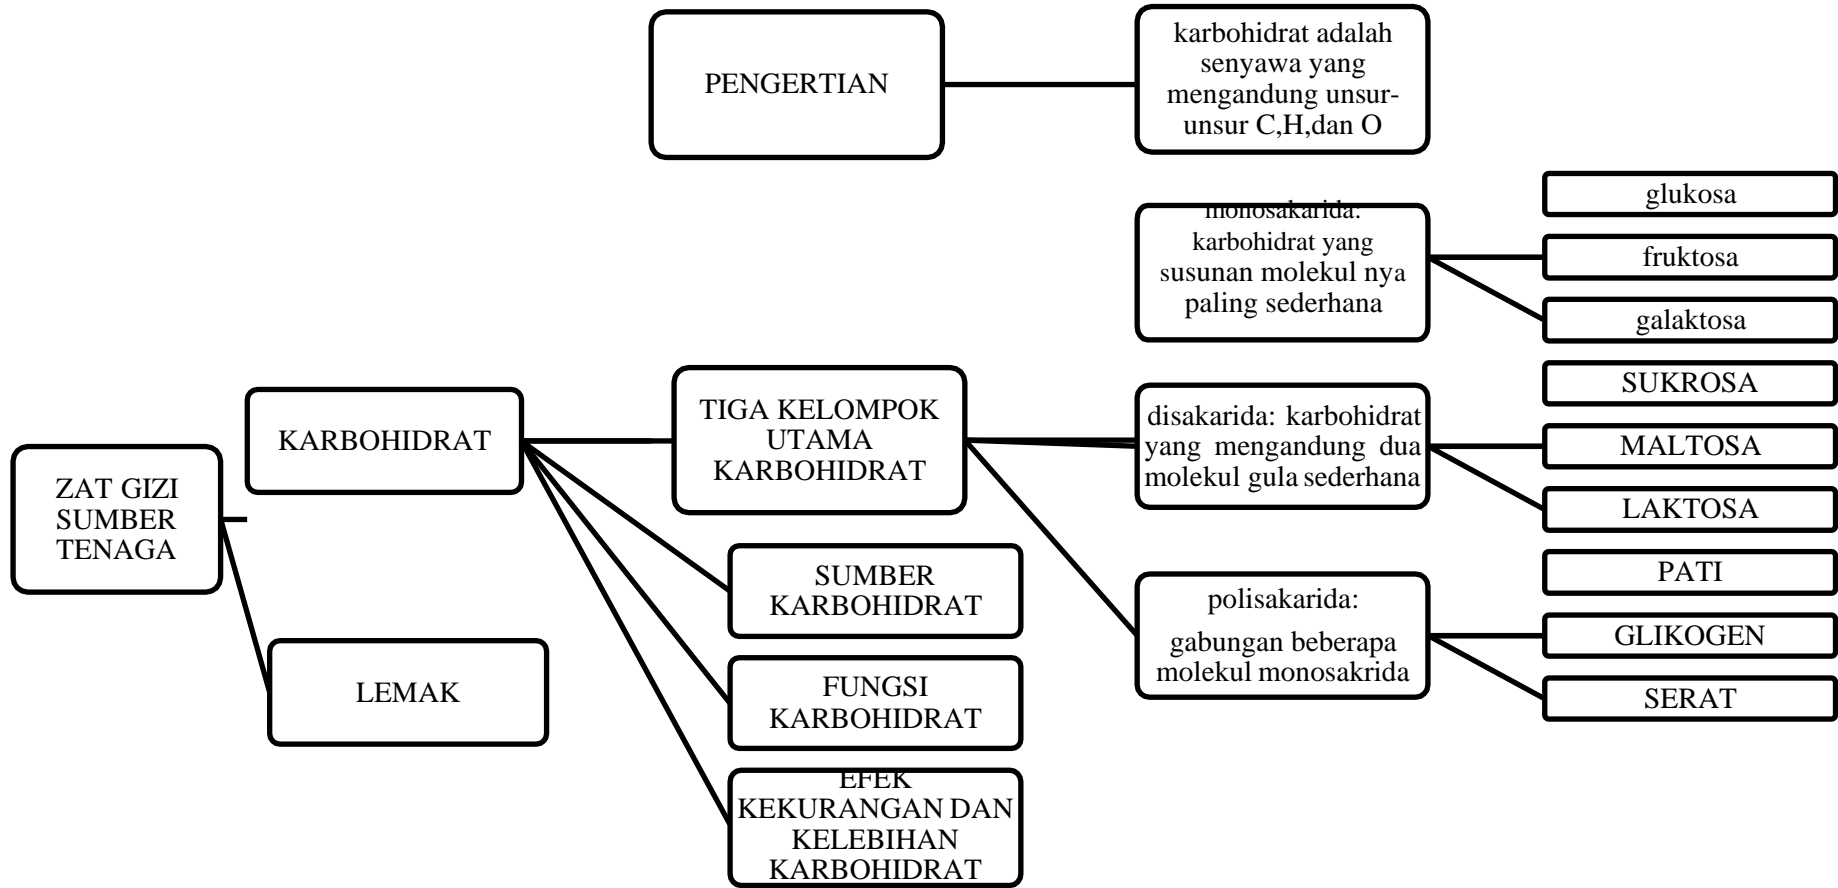 PENGERTIAN
karbohidrat adalah
senyawa yang
mengandung unsur-
unsur C,H,dan O
monosakarida:
karbohidrat yang
susunan molekul nya
paling sederhana
glukosa
fruktosa
galaktosa
ZAT GIZI
SUMBER
TENAGA
KARBOHIDRAT
TIGA KELOMPOK
UTAMA
KARBOHIDRAT
disakarida: karbohidrat
yang mengandung dua
molekul gula sederhana
SUKROSA
MALTOSA
LAKTOSA
polisakarida:
gabungan beberapa
molekul monosakrida
PATI
GLIKOGEN
SERAT
SUMBER
KARBOHIDRAT
FUNGSI
KARBOHIDRAT
EFEK
KEKURANGAN DAN
KELEBIHAN
KARBOHIDRAT
LEMAK